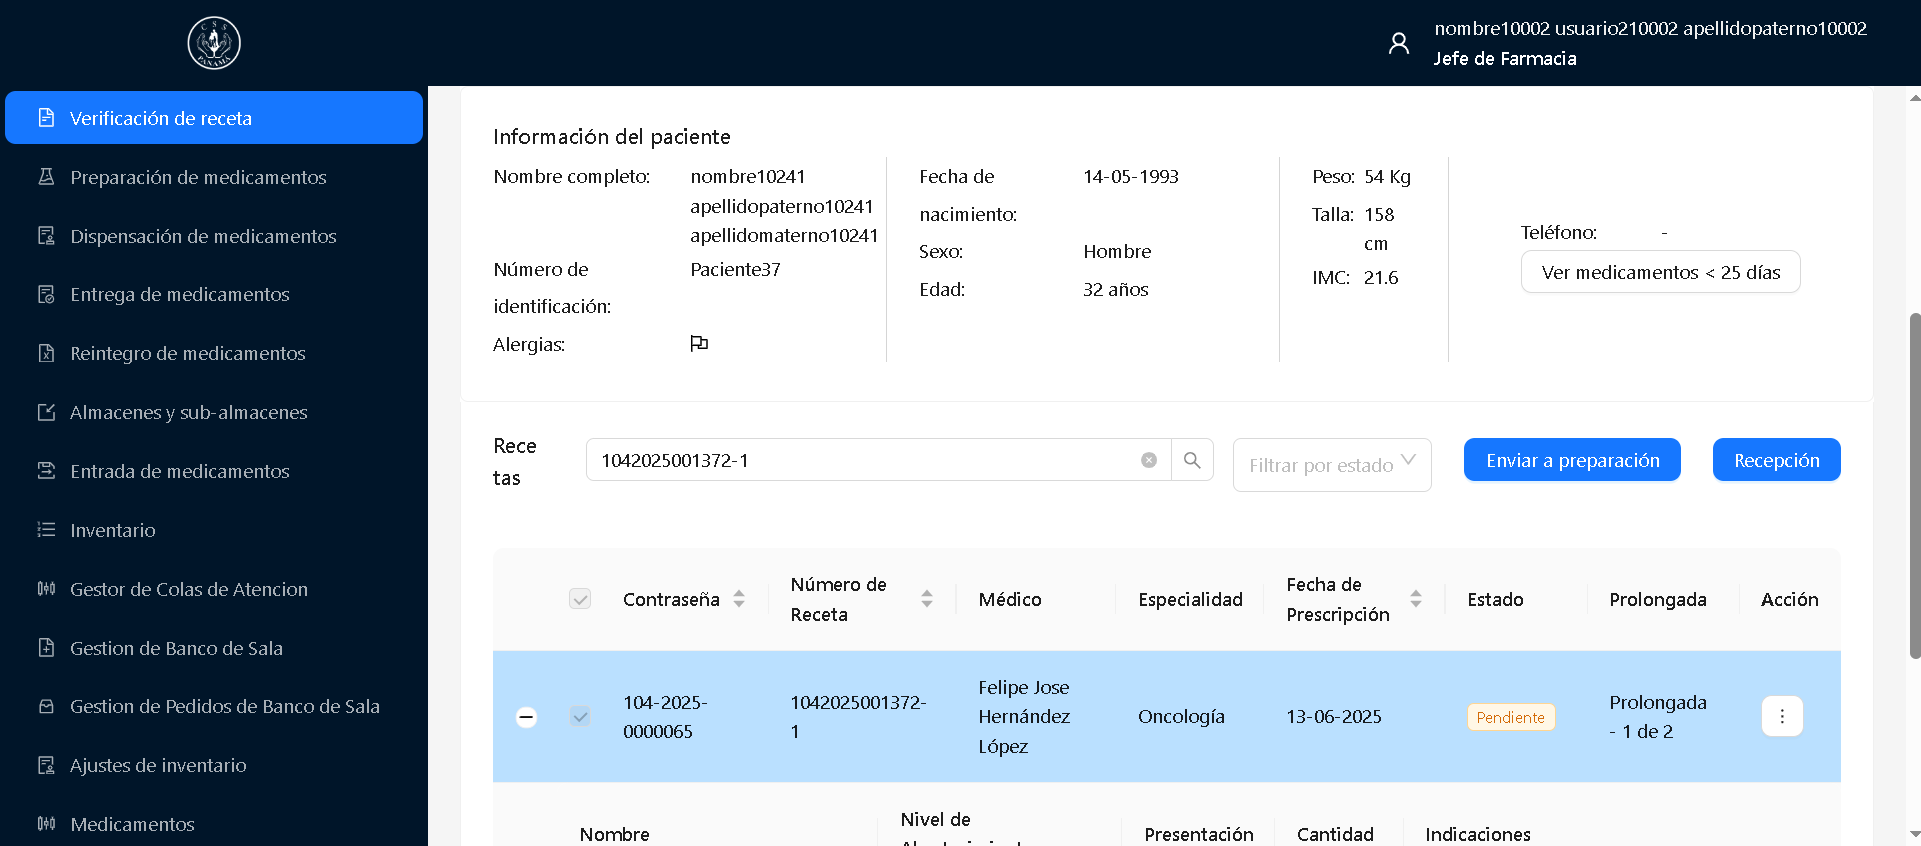 CSS
PANAMÁ
nombre10002 usuario210002 apellidopaterno10002
Jefe de Farmacia
Verificación de receta
Preparación de medicamentos
Dispensación de medicamentos
Entrega de medicamentos
Reintegro de medicamentos
Almacenes y sub-almacenes
Entrada de medicamentos
Inventario
Gestor de Colas de Atencion
Gestion de Banco de Sala
Gestion de Pedidos de Banco de Sala
Ajustes de inventario
Medicamentos
Información del paciente
Nombre completo:
nombre10241
apellidopaterno10241
apellidomaterno10241
Número de
identificación:
Paciente37
Alergias:
Fecha de
nacimiento:
14-05-1993
Sexo:
Hombre
Edad:
32 años
Peso: 54 Kg
Talla: 158
cm
IMC: 21.6
Teléfono: -
Ver medicamentos < 25 días
Rece
tas
1042025001372-1
Filtrar por estado
Enviar a preparación
Recepción
Contraseña
Número de
Receta
Médico
Especialidad
Fecha de
Prescripción
Estado
Prolongada
Acción
104-2025-
0000065
1042025001372-
1
Felipe Jose
Hernández
López
Oncología
13-06-2025
Pendiente
Prolongada
- 1 de 2
Nombre
Nivel de
Presentación
Cantidad
Indicaciones